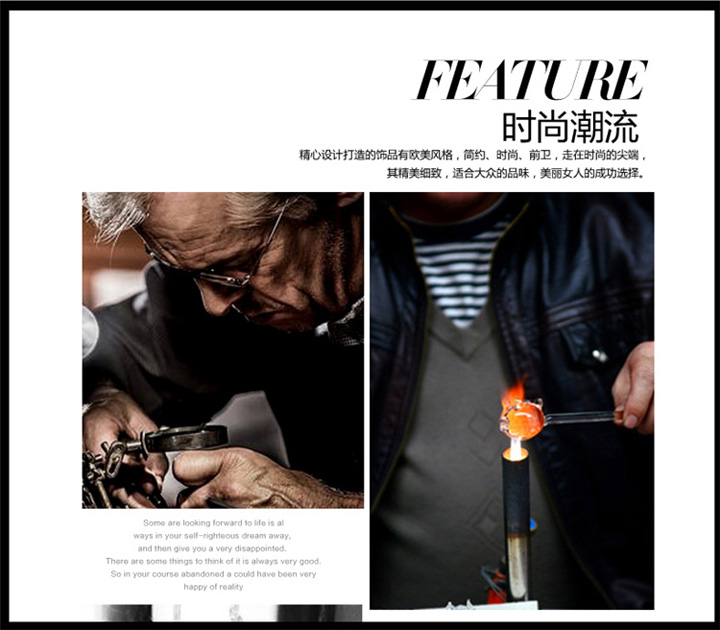 FEATURE
时尚潮流
精心设计打造的饰品有欧美风格，简约、时尚、前卫，走在时尚的尖端，
其精美细致，适合大众的品味，美丽女人的成功选择。
Some are looking forward to life is al
ways in your self-righteous dream away,
and then give you a very disappointed.
There are some things to think of it is always very good.
So in your course abandoned a could have been very
happy of reality